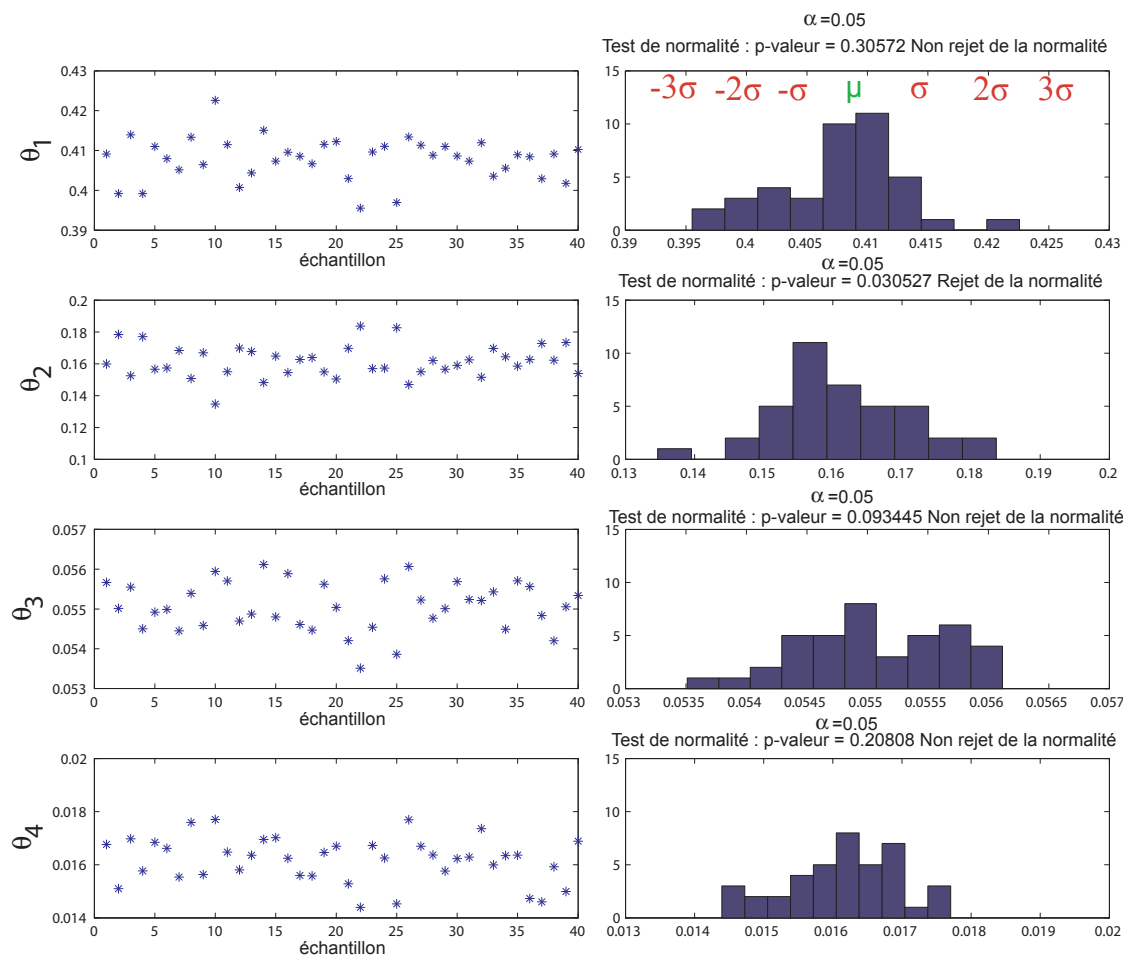 α=0.05
Test de normalité : p-valeur = 0.30572 Non rejet de la normalité
0.43
0.42
0.41
0.4
0.39
θ1
0 5 10 15 20 25 30 35 40
échantillon
15
10
5
0
-3σ -2σ -σ μ σ 2σ 3σ
0.39 0.395 0.4 0.405 0.41 0.415 0.42 0.425 0.43
α=0.05
Test de normalité : p-valeur = 0.030527 Rejet de la normalité
0.2
0.18
0.16
0.14
0.12
0.1
θ2
0 5 10 15 20 25 30 35 40
échantillon
15
10
5
0
0.13 0.14 0.15 0.16 0.17 0.18 0.19 0.2
α=0.05
Test de normalité : p-valeur = 0.093445 Non rejet de la normalité
0.057
0.056
0.055
0.054
0.053
θ3
0 5 10 15 20 25 30 35 40
échantillon
15
10
5
0
0.053 0.0535 0.054 0.0545 0.055 0.0555 0.056 0.0565 0.057
α=0.05
Test de normalité : p-valeur = 0.20808 Non rejet de la normalité
0.02
0.018
0.016
0.014
θ4
0 5 10 15 20 25 30 35 40
échantillon
15
10
5
0
0.013 0.014 0.015 0.016 0.017 0.018 0.019 0.02